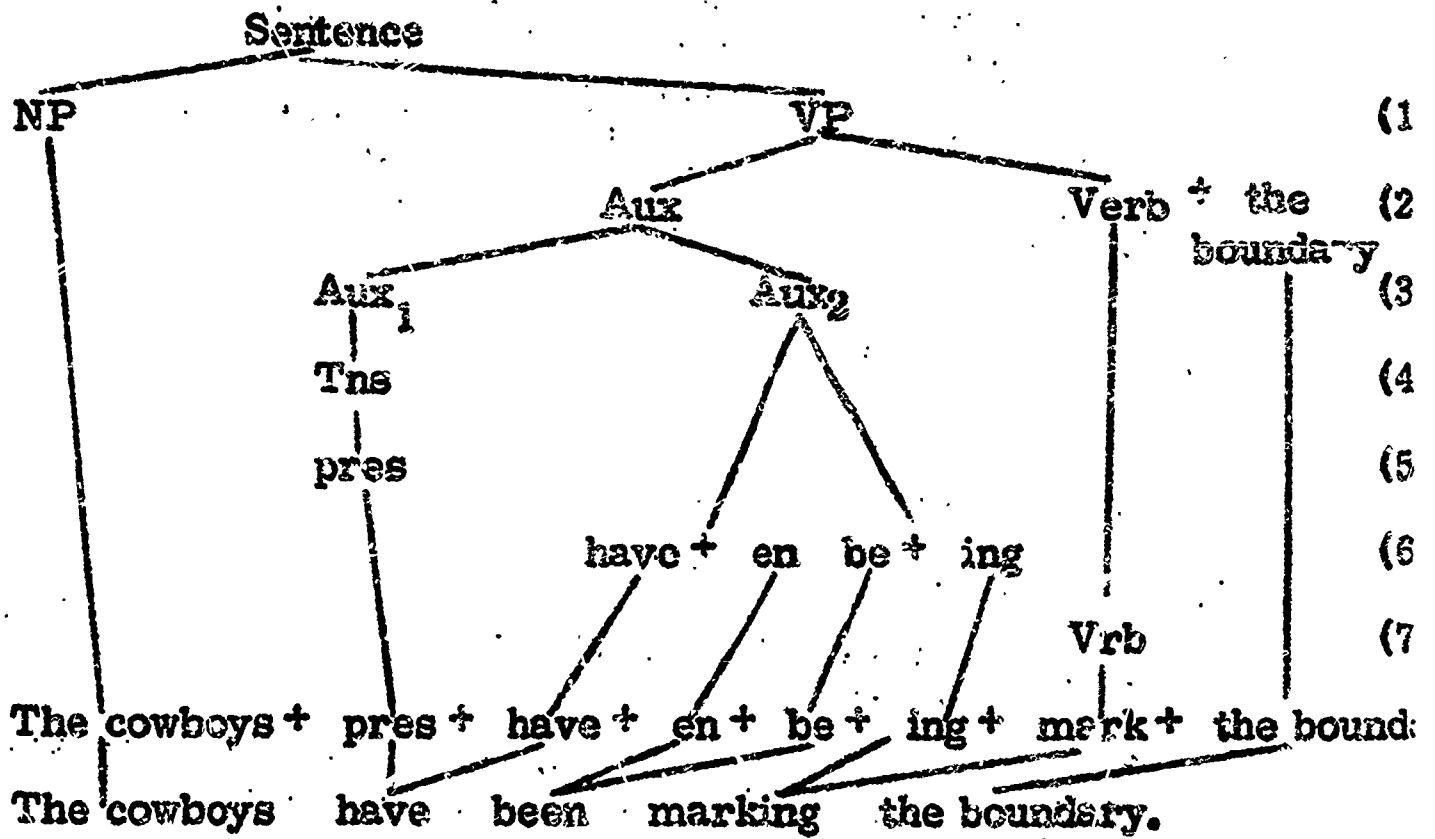 Sentence
NP VP (1
Aux Verb + the (2
boundary
Aux1 Aux2 (3
Tns (4
pres (5
have + en be + ing (6
Vrb (7
The cowboys + pres + have + en + be + ing + mark + the bound
The cowboys have been marking the boundary.